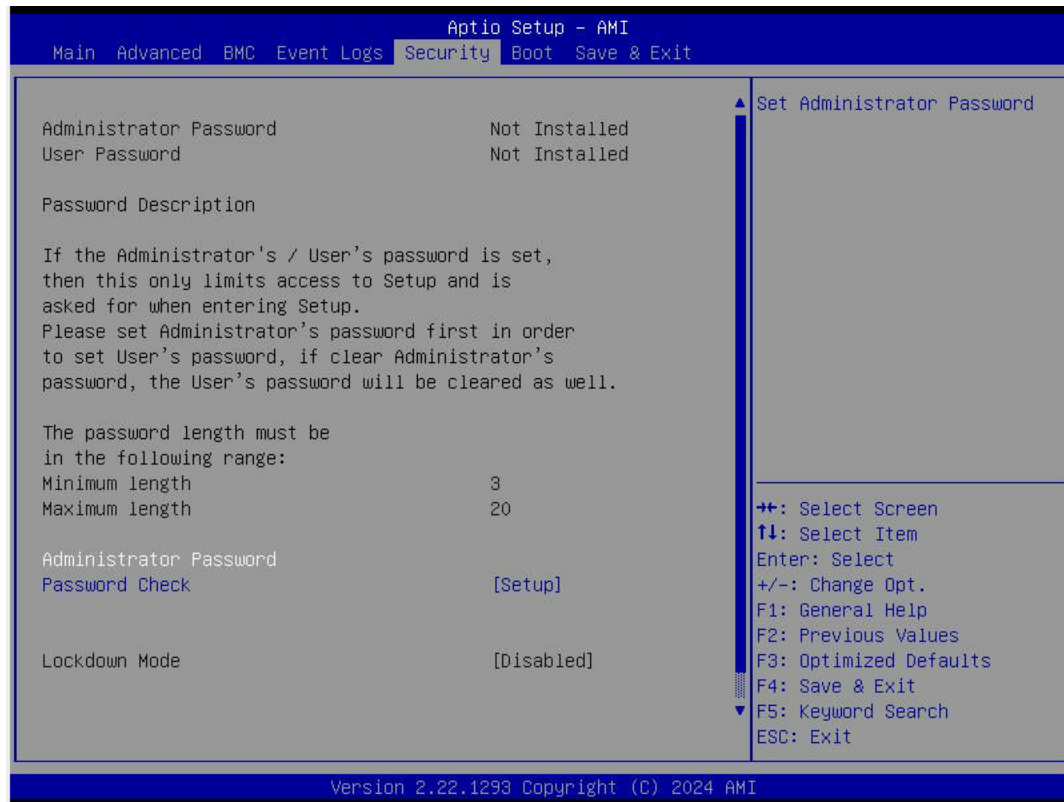 Aptio Setup – AMI
Main Advanced BMC Event Logs Security Boot Save & Exit
Set Administrator Password
Administrator Password Not Installed
User Password Not Installed
Password Description
If the Administrator's / User's password is set,
then this only limits access to Setup and is
asked for when entering Setup.
Please set Administrator's password first in order
to set User's password, if clear Administrator's
password, the User's password will be cleared as well.
The password length must be
in the following range:
Minimum length 3
Maximum length 20
Administrator Password
Password Check [Setup]
Lockdown Mode [Disabled]
→←: Select Screen
↑↓: Select Item
Enter: Select
+/-: Change Opt.
F1: General Help
F2: Previous Values
F3: Optimized Defaults
F4: Save & Exit
F5: Keyword Search
ESC: Exit
Version 2.22.1293 Copyright (C) 2024 AMI